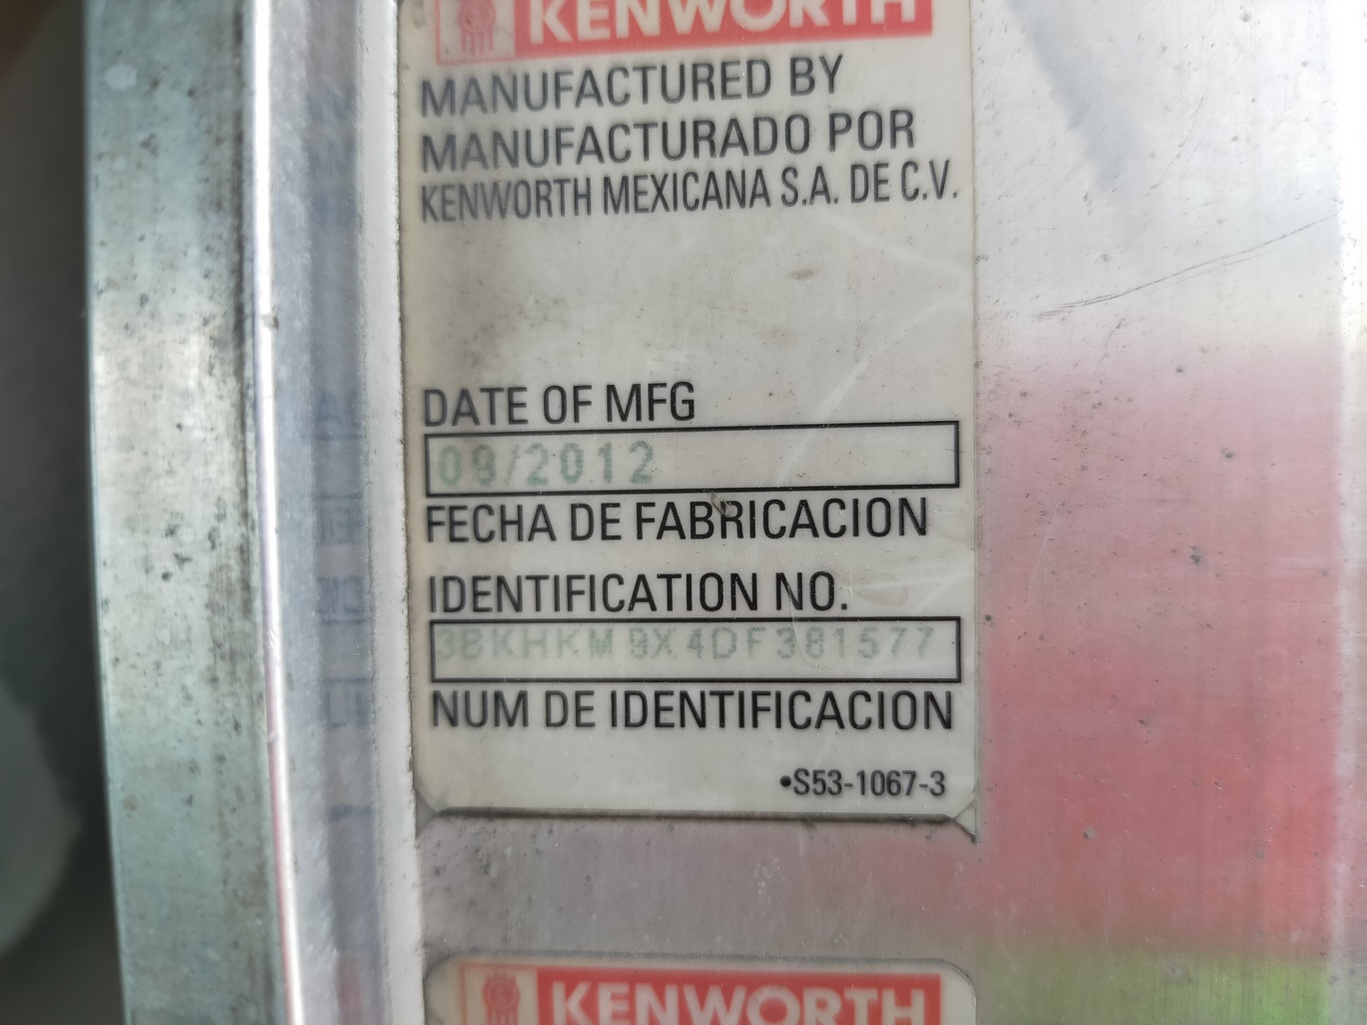 KENWORTH
MANUFACTURED BY
MANUFACTURADO POR
KENWORTH MEXICANA S.A. DE C.V.
DATE OF MFG
09/2012
FECHA DE FABRICACION
IDENTIFICATION NO.
3BKHKM9X4DF381577
NUM DE IDENTIFICACION
•S53-1067-3
KENWORTH